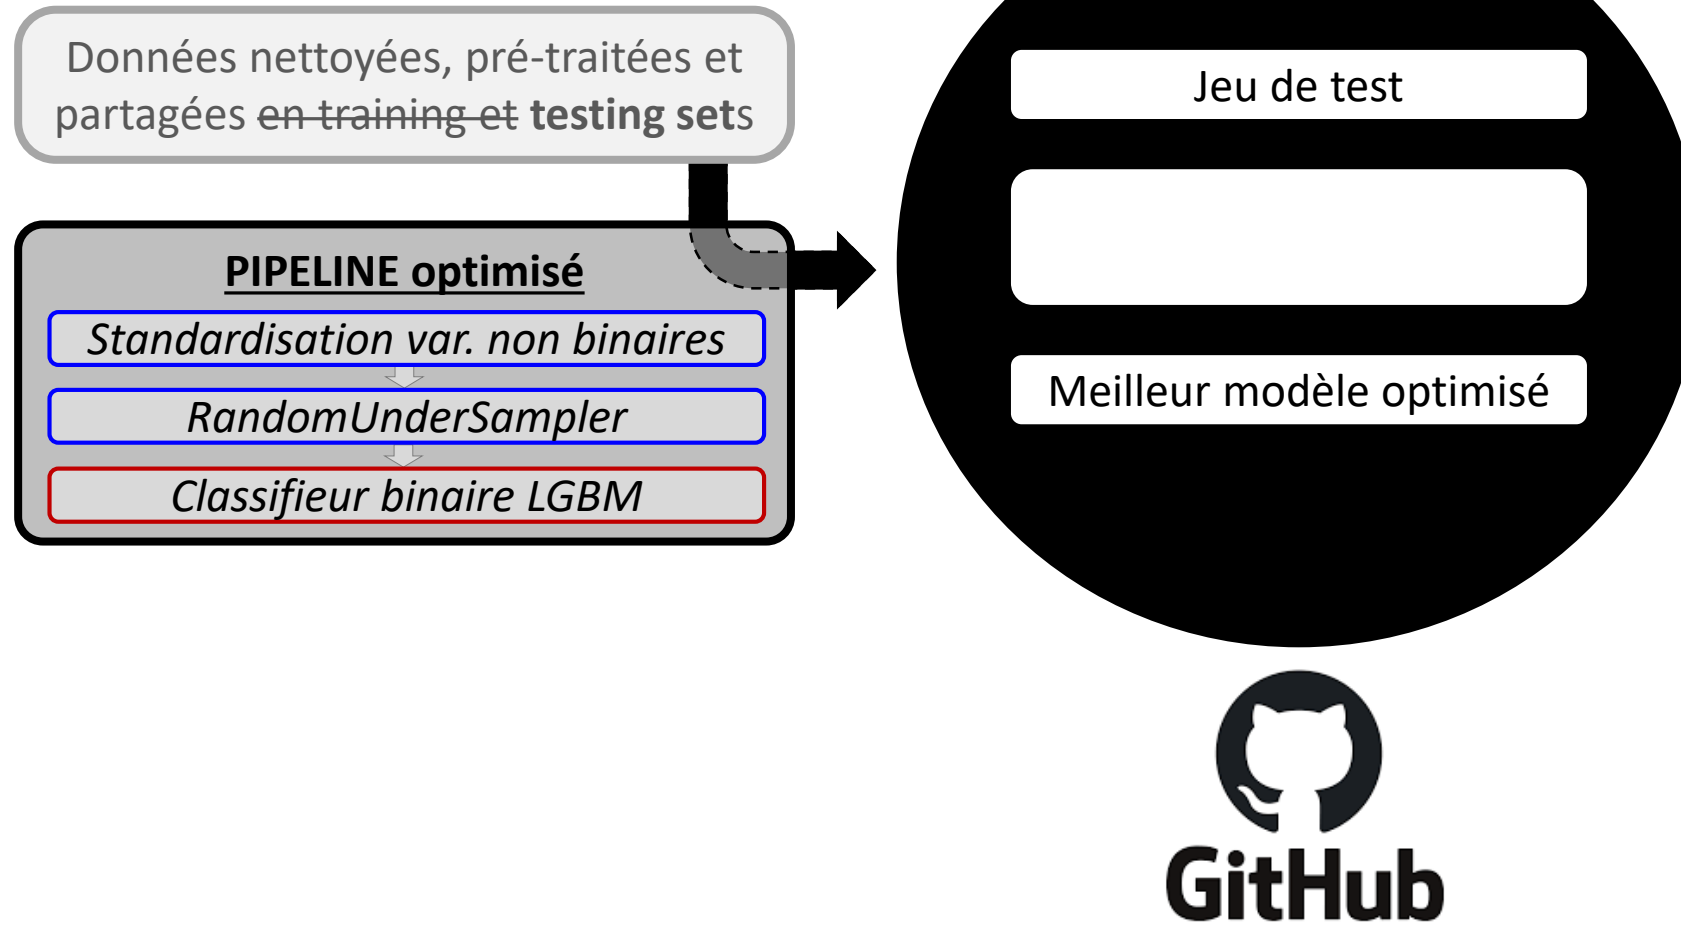 Données nettoyées, pré-traitées et
partagées en training et testing sets
PIPELINE optimisé
Standardisation var. non binaires
RandomUnderSampler
Classifieur binaire LGBM
Jeu de test
Meilleur modèle optimisé
GitHub